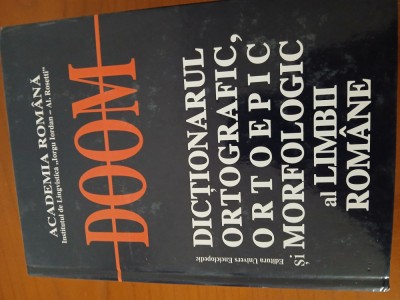 ACADEMIA ROMÂNĂ
Institutul de Lingvistică „Iorgu Iordan – Al. Rosetti"
DOOM
DICȚIONARUL
ORTOGRAFIC,
ORTOEPIC
și MORFOLOGIC
al LIMBII
ROMÂNE
Editura Univers Enciclopedic